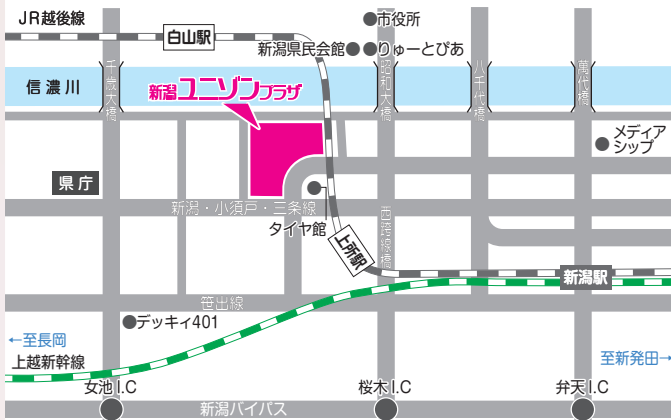 JR越後線
市役所
白山駅
新潟県民会館
りゅーとぴあ
信濃川
千歳大橋
新潟ユニゾンプラザ
昭和大橋
八千代橋
萬代橋
メディア
シップ
県庁
新潟・小須戸・三条線
タイヤ館
上所駅
西跨線橋
新潟駅
笹出線
デッキィ401
←至長岡
上越新幹線
至新発田→
女池I.C
桜木I.C
弁天I.C
新潟バイパス